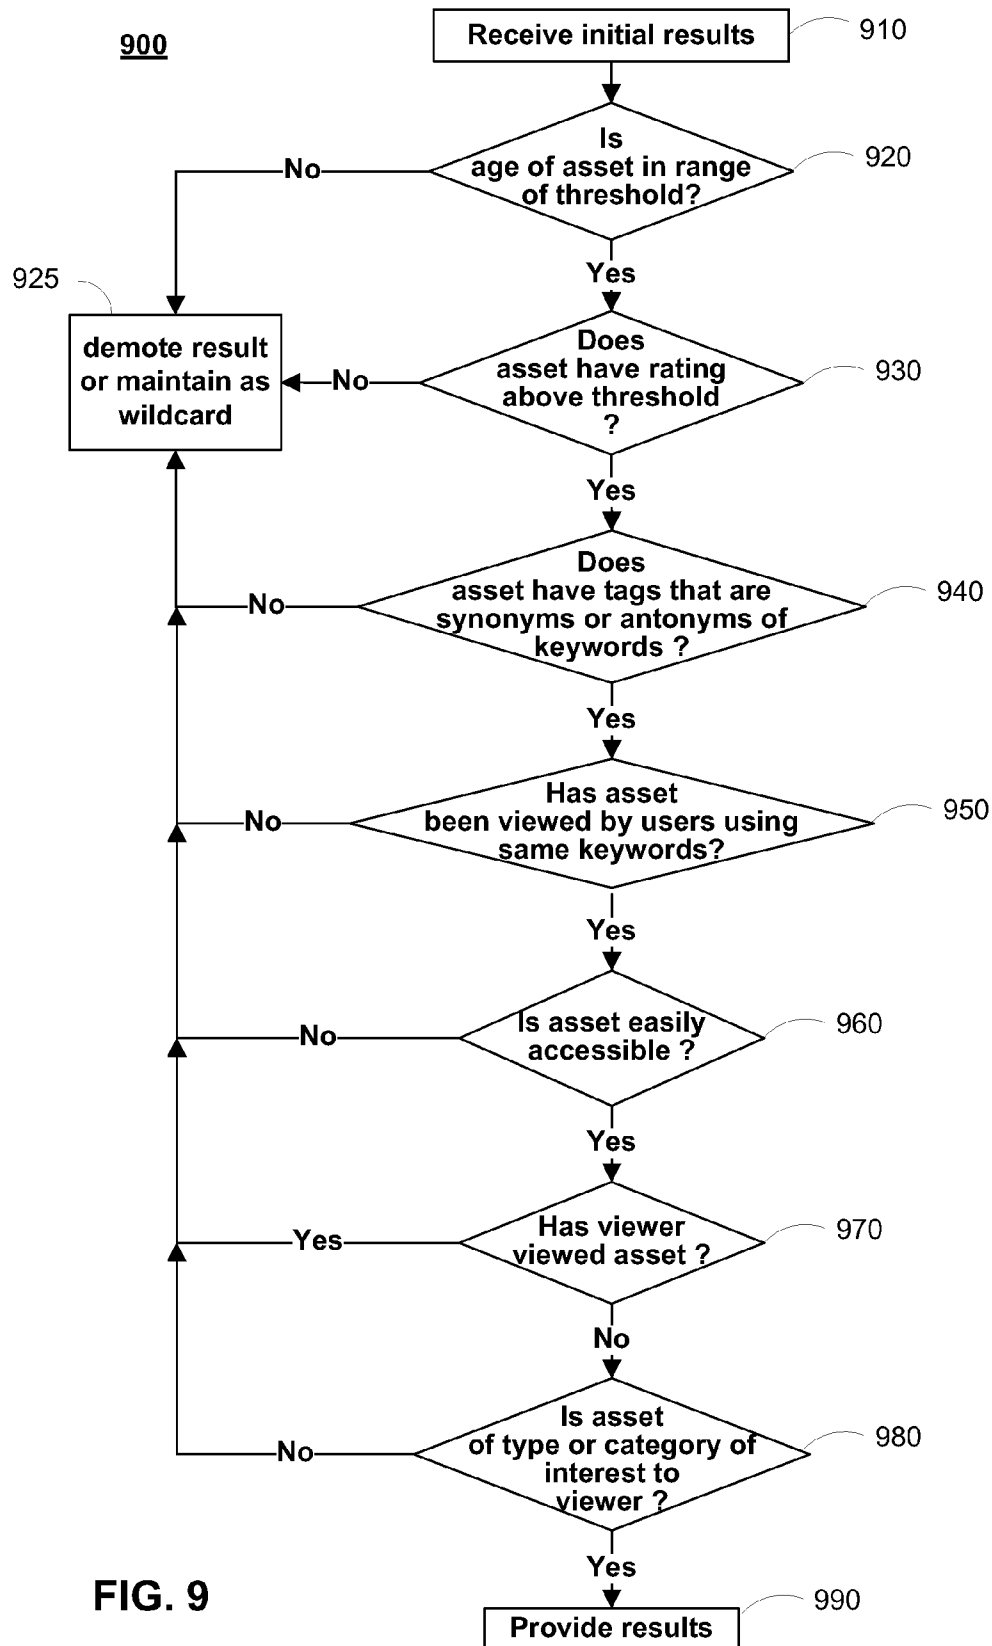 900
Receive initial results
910
Is
age of asset in range
of threshold?
920
No
Yes
925
demote result
or maintain as
wildcard
Does
asset have rating
above threshold
?
930
No
Yes
Does
asset have tags that are
synonyms or antonyms of
keywords ?
940
No
Yes
Has asset
been viewed by users using
same keywords?
950
No
Yes
Is asset easily
accessible ?
960
No
Yes
Has viewer
viewed asset ?
970
Yes
No
Is asset
of type or category of
interest to
viewer ?
980
No
Yes
FIG. 9
Provide results
990